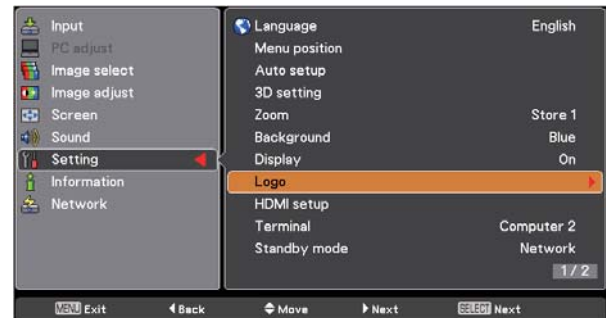 Input
PC adjust
Image select
Image adjust
Screen
Sound
Setting
Information
Network
Language English
Menu position
Auto setup
3D setting
Zoom Store 1
Background Blue
Display On
Logo
HDMI setup
Terminal Computer 2
Standby mode Network
1 / 2
MENU Exit Back Move Next SELECT Next